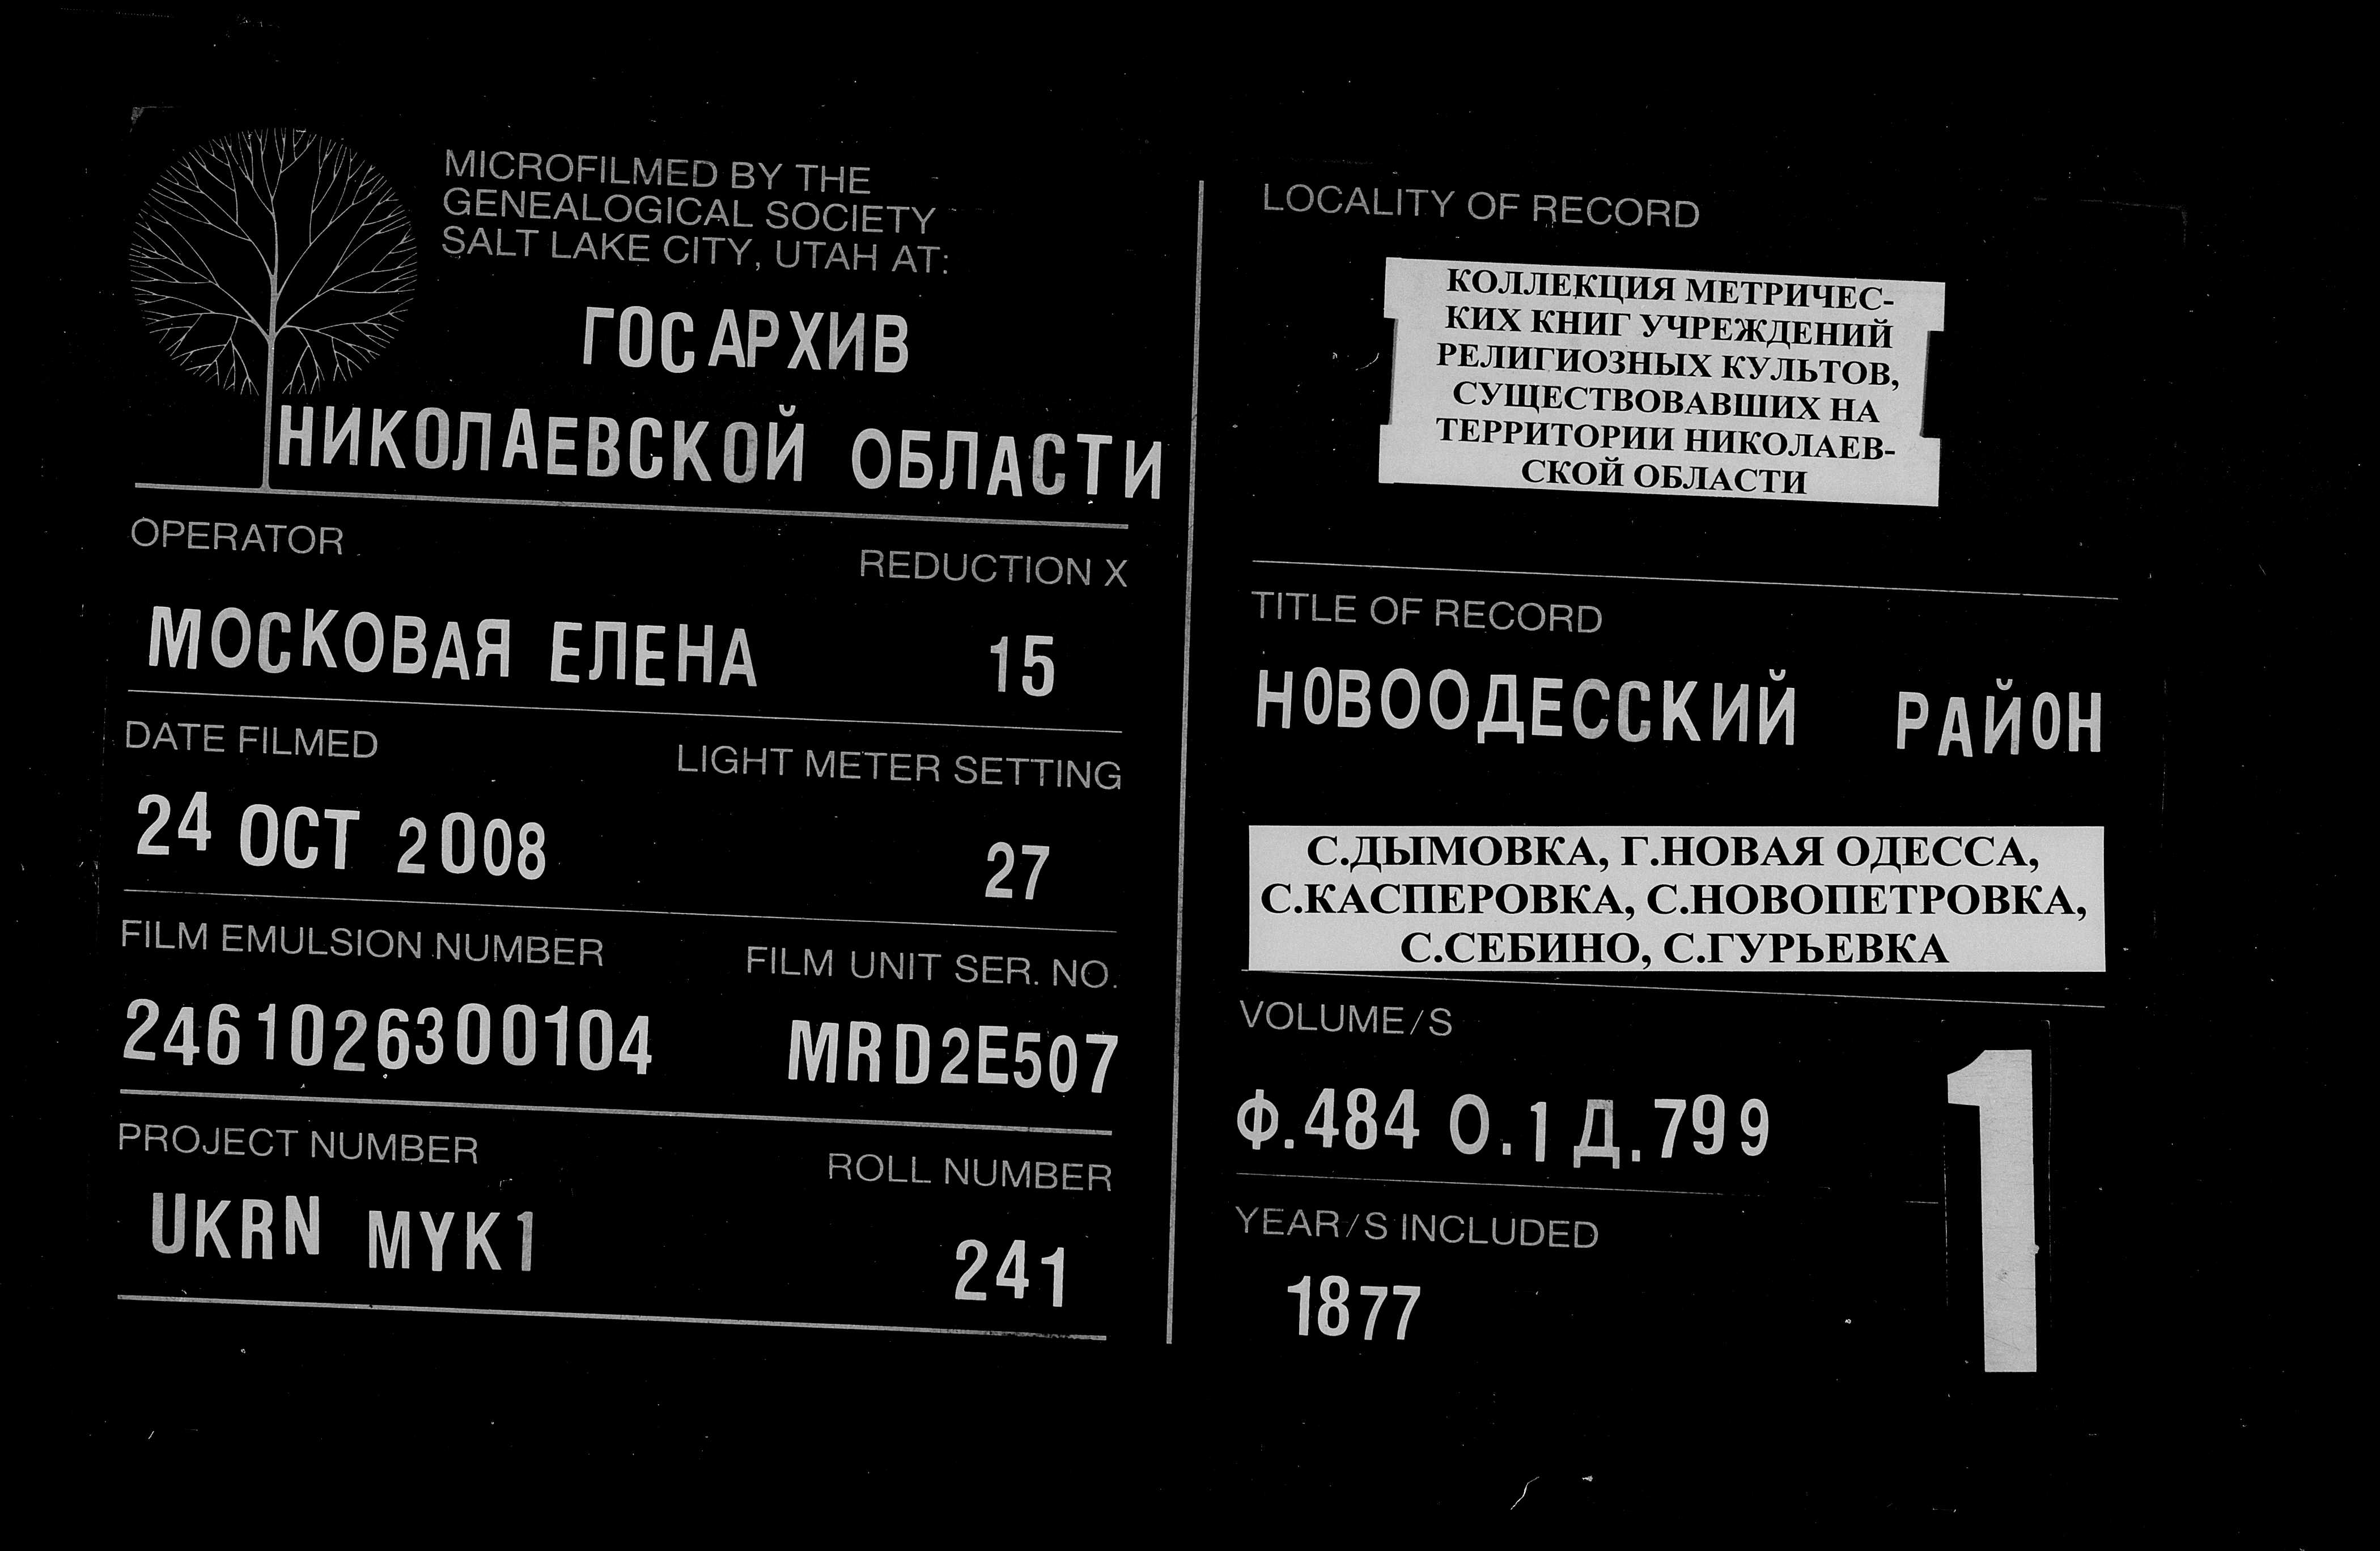 MICROFILMED BY THE
GENEALOGICAL SOCIETY
SALT LAKE CITY, UTAH AT:
ГОСАРХИВ
НИКОЛАЕВСКОЙ ОБЛАСТИ
OPERATOR REDUCTION X
МОСКОВАЯ ЕЛЕНА 15
DATE FILMED LIGHT METER SETTING
24 OCT 2008 27
FILM EMULSION NUMBER FILM UNIT SER. NO.
2461026300104 MRD2E507
PROJECT NUMBER ROLL NUMBER
UKRN MYK1 241
LOCALITY OF RECORD
КОЛЛЕКЦИЯ МЕТРИЧЕС-
КИХ КНИГ УЧРЕЖДЕНИЙ
РЕЛИГИОЗНЫХ КУЛЬТОВ,
СУЩЕСТВОВАВШИХ НА
ТЕРРИТОРИИ НИКОЛАЕВ-
СКОЙ ОБЛАСТИ
TITLE OF RECORD
НОВООДЕССКИЙ РАЙОН
С.ДЫМОВКА, Г.НОВАЯ ОДЕССА,
С.КАСПЕРОВКА, С.НОВОПЕТРОВКА,
С.СЕБИНО, С.ГУРЬЕВКА
VOLUME/S
Ф.484 О.1 Д.799
1
YEAR/S INCLUDED
1877